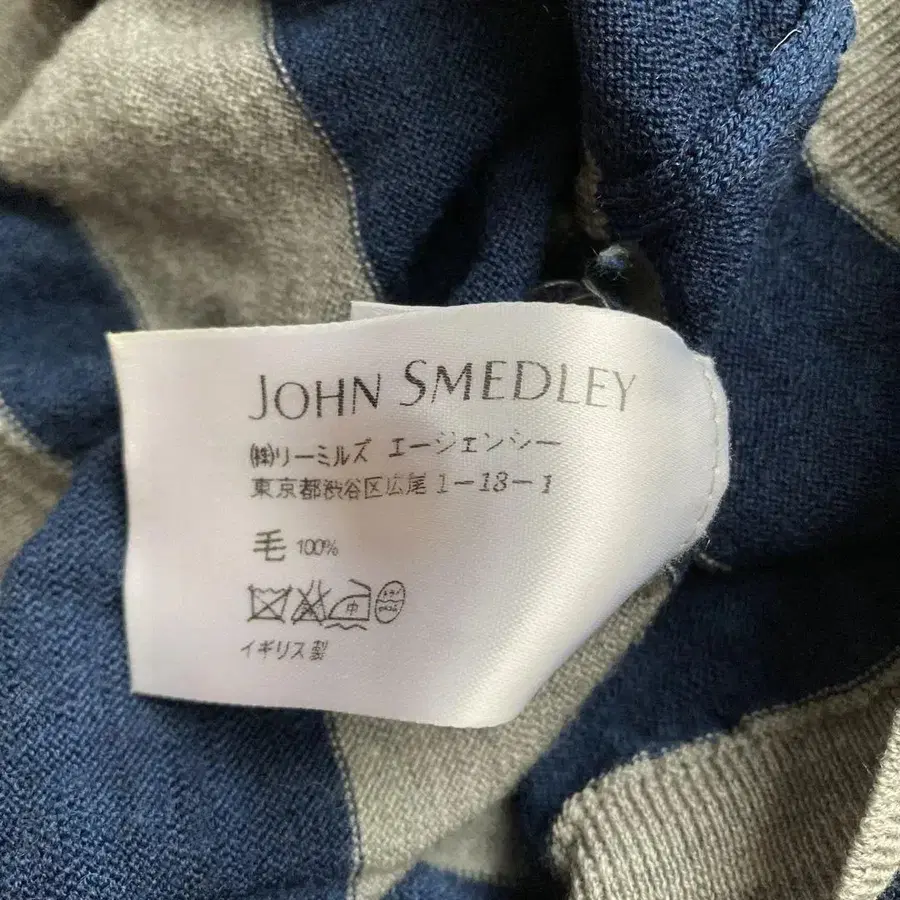 JOHN SMEDLEY
㈱リーミルズ エージェンシー
東京都渋谷区広尾 1-18-1
毛 100%
中
イギリス製